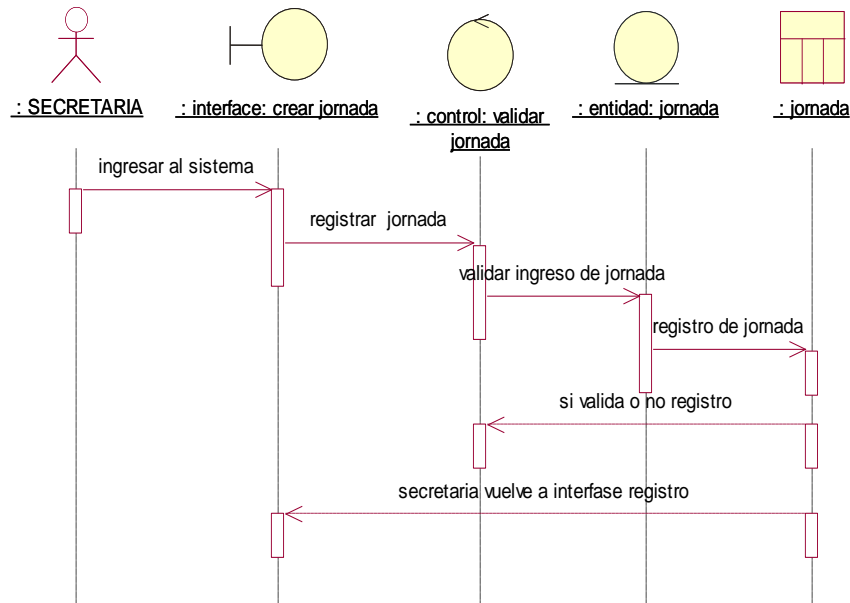 : SECRETARIA
: interface: crear jornada
: control: validar
jornada
: entidad: jornada
: jornada
ingresar al sistema
registrar jornada
validar ingreso de jornada
registro de jornada
si valida o no registro
secretaria vuelve a interfase registro